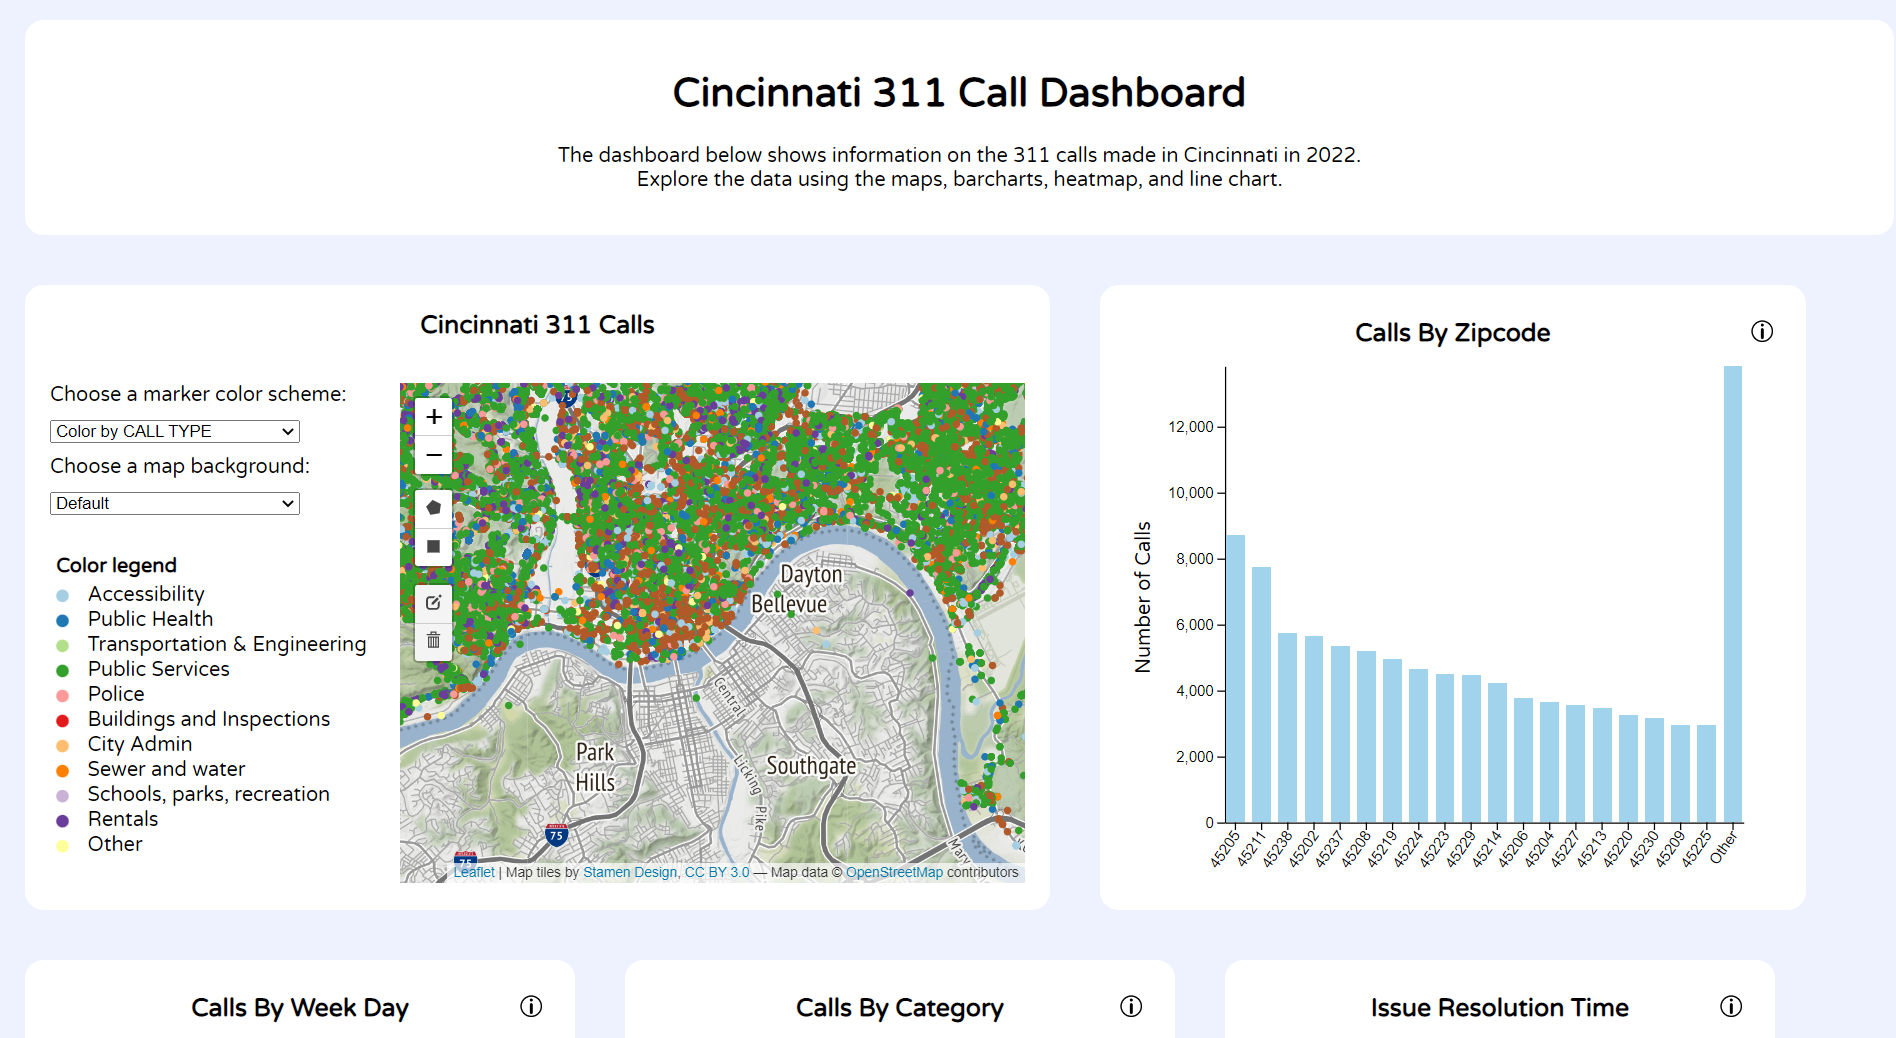 Cincinnati 311 Call Dashboard
The dashboard below shows information on the 311 calls made in Cincinnati in 2022.
Explore the data using the maps, barcharts, heatmap, and line chart.
Cincinnati 311 Calls
Choose a marker color scheme:
Color by CALL TYPE
Choose a map background:
Default
Color legend
Accessibility
Public Health
Transportation & Engineering
Public Services
Police
Buildings and Inspections
City Admin
Sewer and water
Schools, parks, recreation
Rentals
Other
+
−
Dayton
Bellevue
Central
Park
Hills
Southgate
Licking Pike
75
75
Leaflet | Map tiles by Stamen Design, CC BY 3.0 — Map data © OpenStreetMap contributors
Calls By Zipcode
Number of Calls
12,000
10,000
8,000
6,000
4,000
2,000
0
45205
45211
45238
45202
45237
45208
45219
45224
45223
45229
45214
45206
45204
45227
45213
45220
45230
45209
45225
Other
Calls By Week Day
Calls By Category
Issue Resolution Time